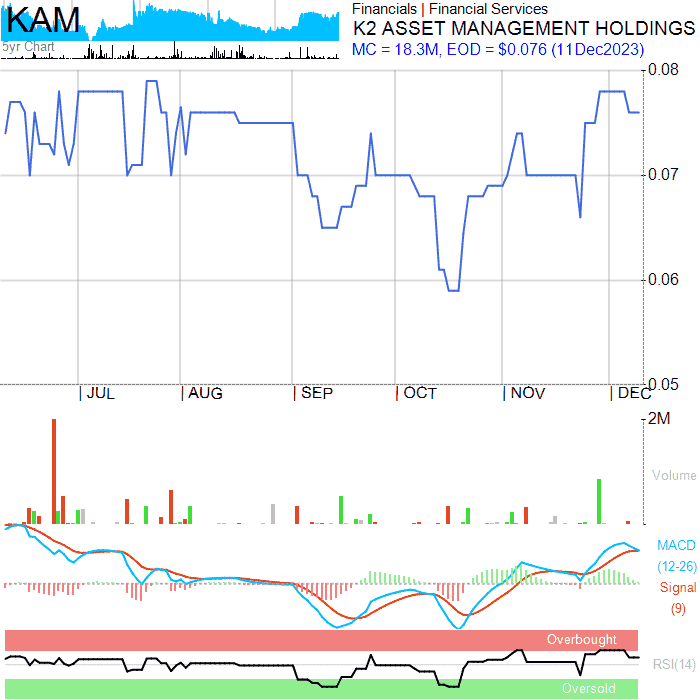 KAM
5yr Chart
Financials | Financial Services
K2 ASSET MANAGEMENT HOLDINGS
MC = 18.3M, EOD = $0.076 (11Dec2023)
0.08
0.07
0.06
0.05
JUL
AUG
SEP
OCT
NOV
DEC
2M
Volume
MACD
(12-26)
Signal
(9)
Overbought
RSI(14)
Oversold